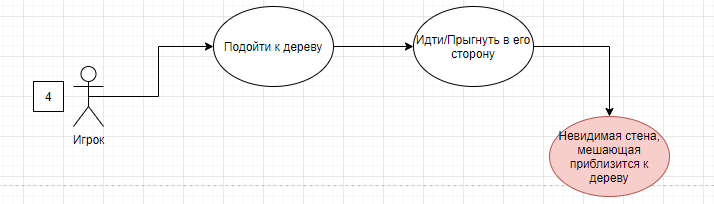 4
Игрок
Подойти к дереву
Идти/Прыгнуть в его
сторону
Невидимая стена,
мешающая
приблизится к
дереву